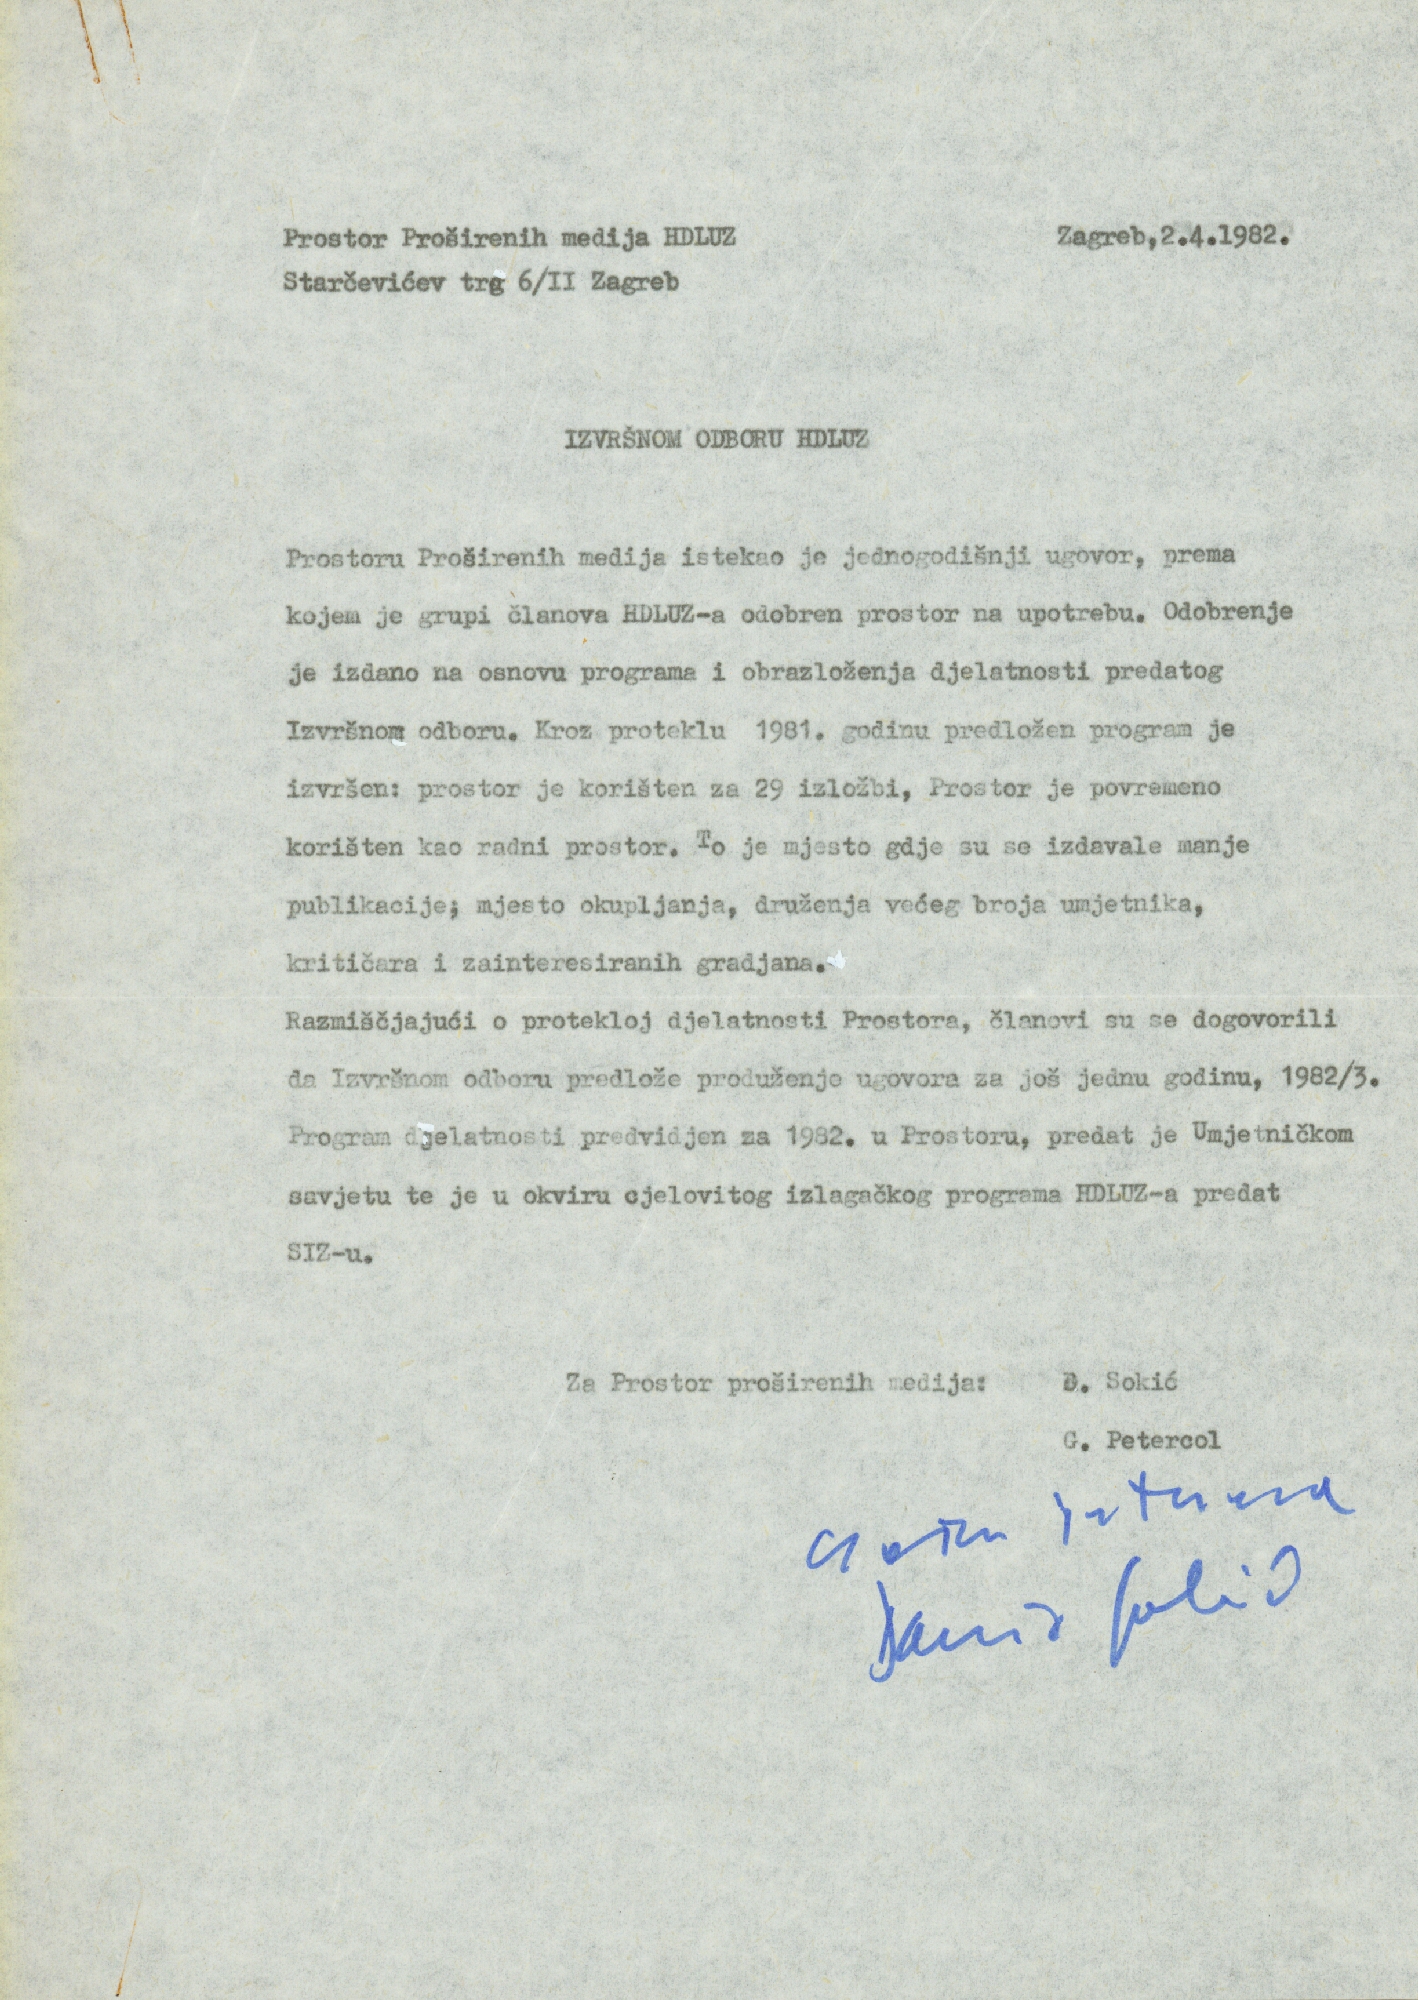 Prostor Proširenih medija HDLUZ
Zagreb,2.4.1982.
Starčevićev trg 6/II Zagreb
IZVRŠNOM ODBORU HDLUZ
Prostoru Proširenih medija istekao je jednogodišnji ugovor, prema
kojem je grupi članova HDLUZ-a odobren prostor na upotrebu. Odobrenje
je izdano na osnovu programa i obrazloženja djelatnosti predatog
Izvršnom odboru. Kroz proteklu 1981. godinu predložen program je
izvršen: prostor je korišten za 29 izložbi, Prostor je povremeno
korišten kao radni prostor. To je mjesto gdje su se izdavale manje
publikacije; mjesto okupljanja, druženja većeg broja umjetnika,
kritičara i zainteresiranih gradjana.
Razmiščjajući o protekloj djelatnosti Prostora, članovi su se dogovorili
da Izvršnom odboru predlože produženje ugovora za još jednu godinu, 1982/3.
Program djelatnosti predvidjen za 1982. u Prostoru, predat je Umjetničkom
savjetu te je u okviru cjelovitog izlagačkog programa HDLUZ-a predat
SIZ-u.
Za Prostor proširenih medija: D. Sokić
G. Petercol